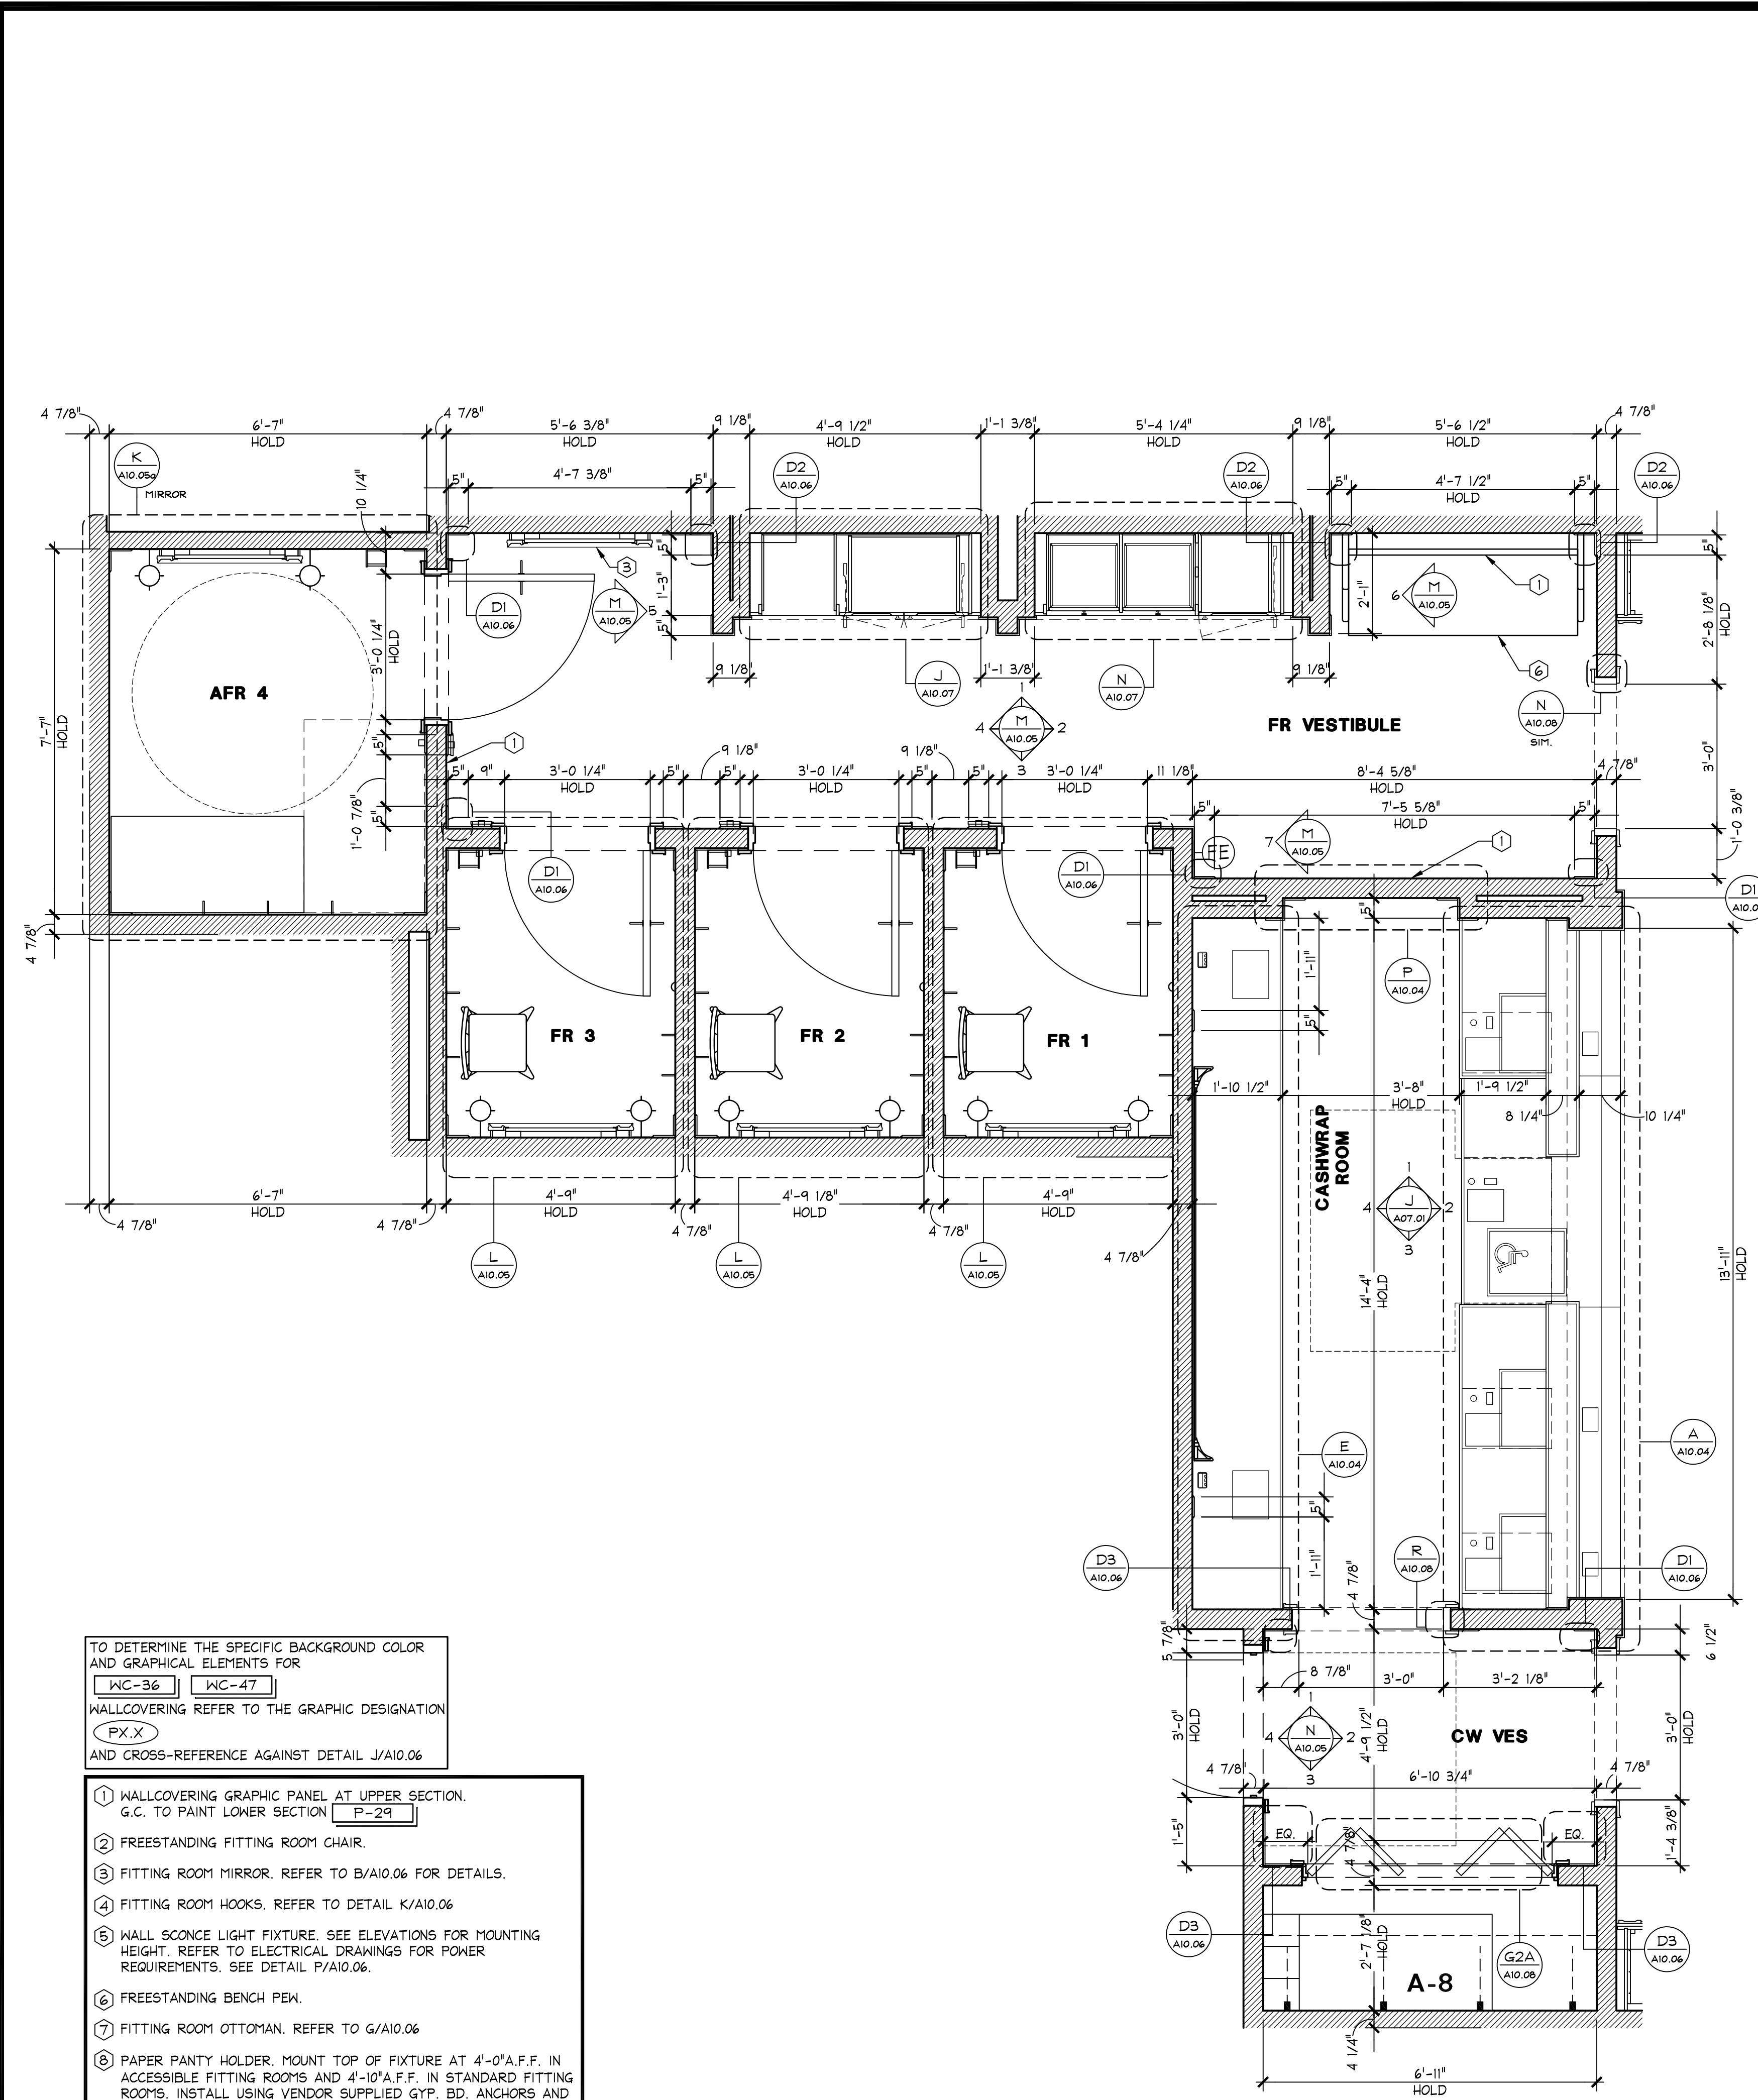 4 7/8"
6'-7"
HOLD
4 7/8"
5'-6 3/8"
HOLD
9 1/8"
4'-9 1/2"
HOLD
1'-1 3/8"
5'-4 1/4"
HOLD
9 1/8"
5'-6 1/2"
HOLD
4 7/8"
K
A10.05a
MIRROR
10 1/4"
5"
4'-7 3/8"
5"
D2
A10.06
D2
A10.06
5"
4'-7 1/2"
HOLD
5"
D2
A10.06
5"
1'-3"
5"
3
D1
A10.06
M
A10.05
5
2'-1"
6
M
A10.05
1
5"
2'-8 1/8"
HOLD
3'-0 1/4"
HOLD
9 1/8"
J
A10.07
1'-1 3/8"
N
A10.07
9 1/8"
6
AFR 4
7'-7"
HOLD
1
4
M
A10.05
2
3
FR VESTIBULE
N
A10.08
SIM.
3'-0"
5"
1'-0 7/8"
5"
1
5"
9"
3'-0 1/4"
HOLD
5"
9 1/8"
5"
3'-0 1/4"
HOLD
5"
9 1/8"
5"
3'-0 1/4"
HOLD
11 1/8"
8'-4 5/8"
HOLD
4 7/8"
5"
7'-5 5/8"
HOLD
5"
1'-0 3/8"
7
M
A10.05
1
FE
D1
A10.06
D1
A10.06
D1
4 7/8"
5"
1'-11"
5"
P
A10.04
FR 3
FR 2
FR 1
1'-10 1/2"
3'-8"
HOLD
1'-9 1/2"
8 1/4"
10 1/4"
CASHWRAP
ROOM
6'-7"
HOLD
4 7/8"
4 7/8"
4'-9"
HOLD
4 7/8"
4'-9 1/8"
HOLD
4 7/8"
4'-9"
HOLD
4 7/8"
L
A10.05
L
A10.05
L
A10.05
1
4
J
A07.01
2
3
14'-4"
HOLD
13'-11"
HOLD
E
A10.04
A
A10.04
5"
1'-11"
4 7/8"
D3
A10.06
R
A10.08
D1
A10.06
5 7/8"
6 1/2"
8 7/8"
3'-0"
3'-2 1/8"
3'-0"
HOLD
1
4
N
A10.05
2
3
4'-9 1/2"
HOLD
CW VES
3'-0"
HOLD
4 7/8"
6'-10 3/4"
4 7/8"
1'-5"
EQ.
4 7/8"
EQ.
1'-4 3/8"
D3
A10.06
2'-7 1/8"
HOLD
G2A
A10.08
D3
A10.06
A-8
4 1/4"
6'-11"
HOLD
TO DETERMINE THE SPECIFIC BACKGROUND COLOR
AND GRAPHICAL ELEMENTS FOR
WC-36 WC-47
WALLCOVERING REFER TO THE GRAPHIC DESIGNATION
PX.X
AND CROSS-REFERENCE AGAINST DETAIL J/A10.06
1 WALLCOVERING GRAPHIC PANEL AT UPPER SECTION.
G.C. TO PAINT LOWER SECTION P-29
2 FREESTANDING FITTING ROOM CHAIR.
3 FITTING ROOM MIRROR. REFER TO B/A10.06 FOR DETAILS.
4 FITTING ROOM HOOKS. REFER TO DETAIL K/A10.06
5 WALL SCONCE LIGHT FIXTURE. SEE ELEVATIONS FOR MOUNTING
HEIGHT. REFER TO ELECTRICAL DRAWINGS FOR POWER
REQUIREMENTS. SEE DETAIL P/A10.06.
6 FREESTANDING BENCH PEW.
7 FITTING ROOM OTTOMAN. REFER TO G/A10.06
8 PAPER PANTY HOLDER. MOUNT TOP OF FIXTURE AT 4'-0"A.F.F. IN
ACCESSIBLE FITTING ROOMS AND 4'-10"A.F.F. IN STANDARD FITTING
ROOMS. INSTALL USING VENDOR SUPPLIED GYP. BD. ANCHORS AND